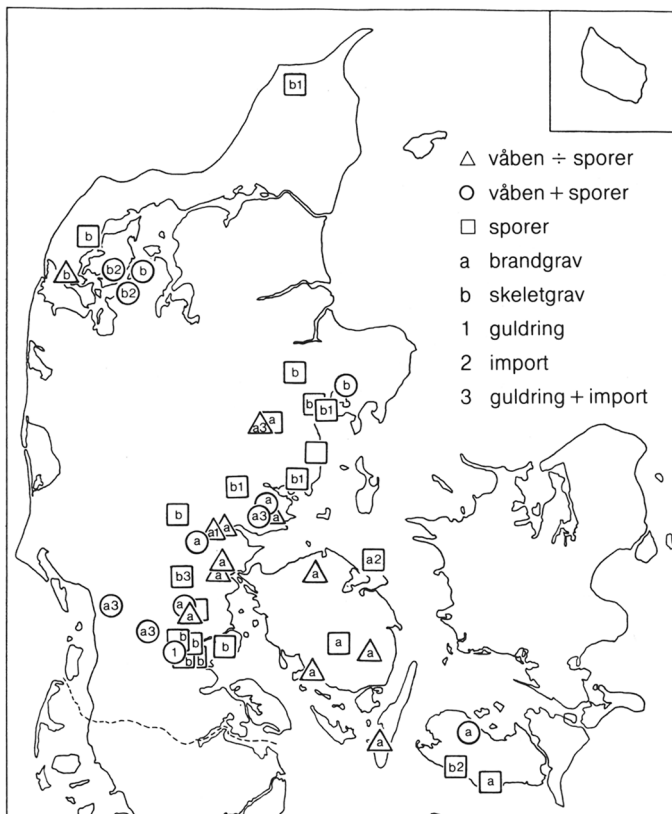 b1
våben ÷ sporer
våben + sporer
sporer
a brandgrav
b skeletgrav
1 guldring
2 import
3 guldring + import
b
b
b2
b
b2
b
b
b
b1
a3
a
b1
b1
a
b
a3
a
a1
a
a
a
a
a
a2
b3
a3
a
a
a3
b
b
b
a
1
a
b
b
a
a
a
b2
a